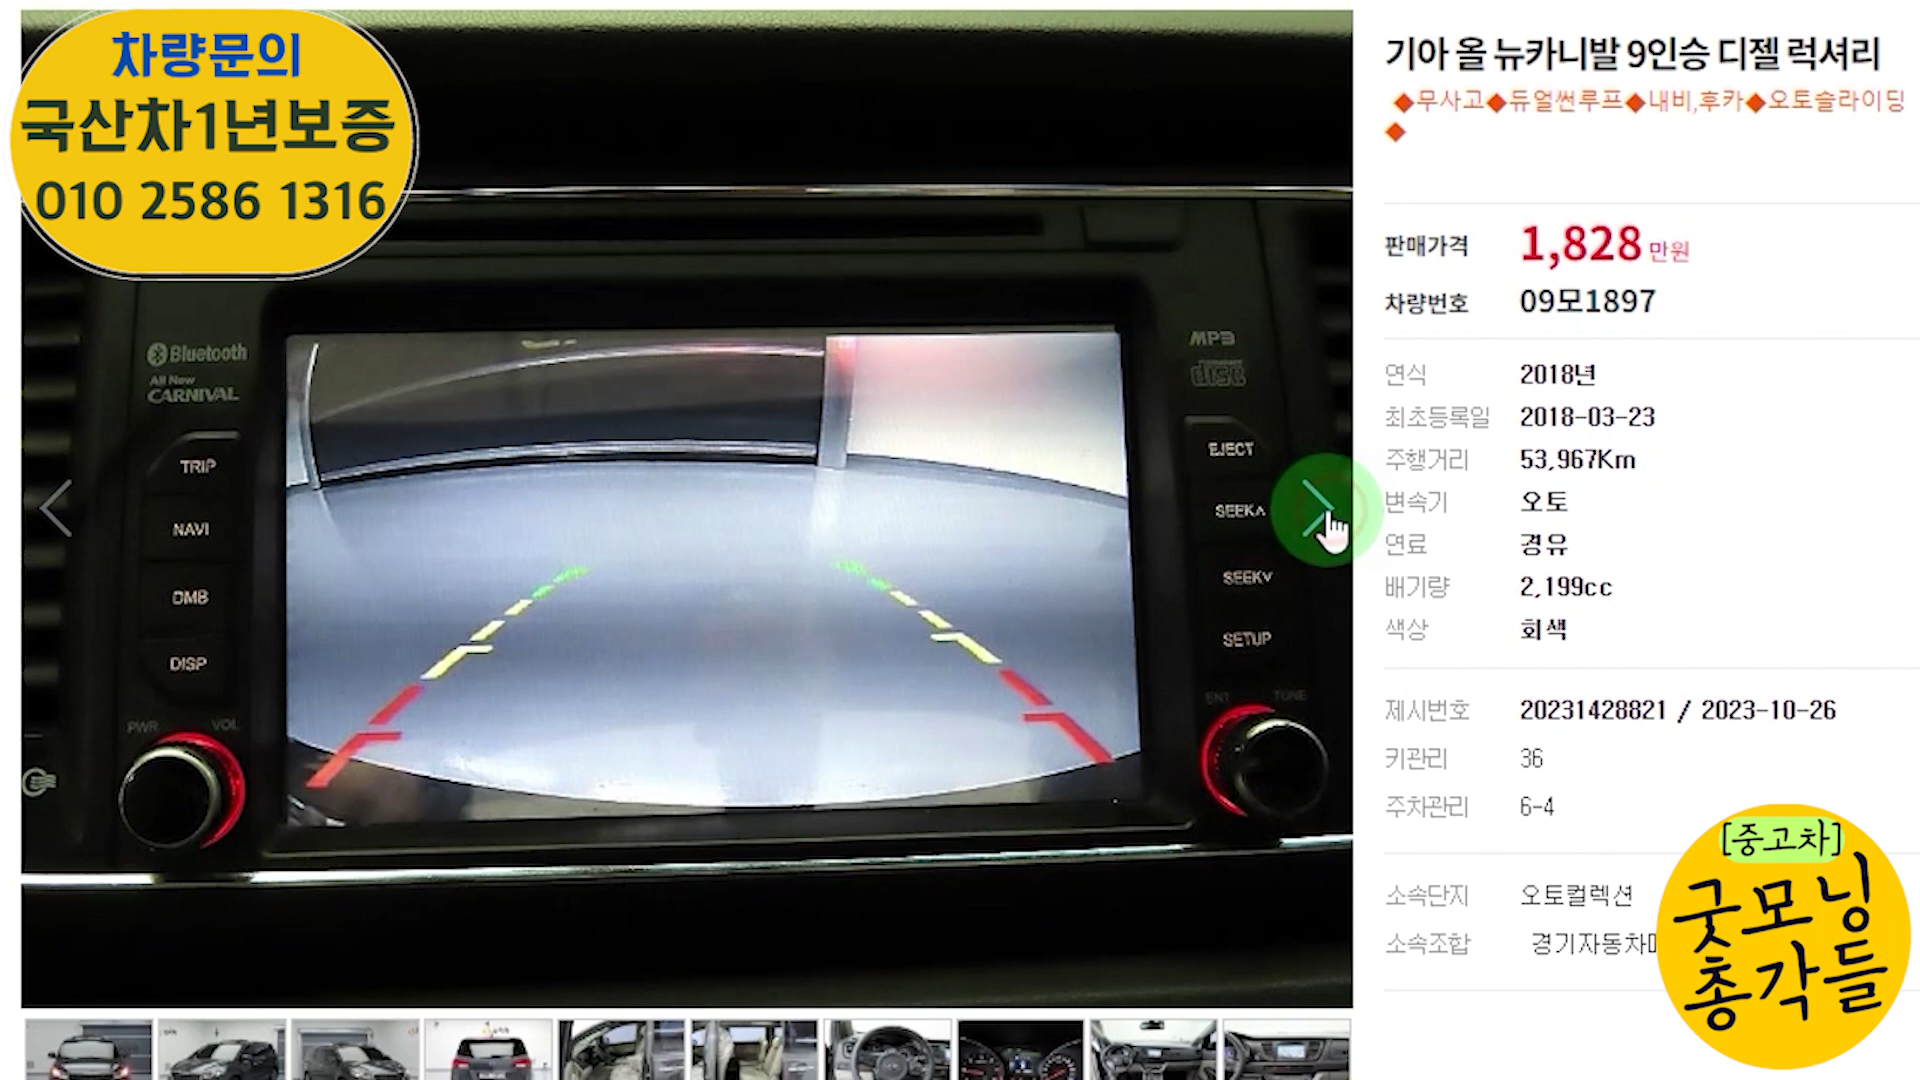 차량문의
국산차1년보증
010 2586 1316
Bluetooth
All New
CARNIVAL
TRIP
NAVI
DMB
DISP
PWR VOL
MP3
disc
EJECT
SEEK∧
SEEK∨
SETUP
ENT TUNE
기아 올 뉴카니발 9인승 디젤 럭셔리
◆무사고◆듀얼썬루프◆내비,후카◆오토슬라이딩
◆
판매가격 1,828 만원
차량번호 09모1897
연식 2018년
최초등록일 2018-03-23
주행거리 53,967Km
변속기 오토
연료 경유
배기량 2,199cc
색상 회색
제시번호 20231428821 / 2023-10-26
키관리 36
주차관리 6-4
소속단지 오토컬렉션
소속조합 경기자동차
[중고차]
굿모닝
총각들